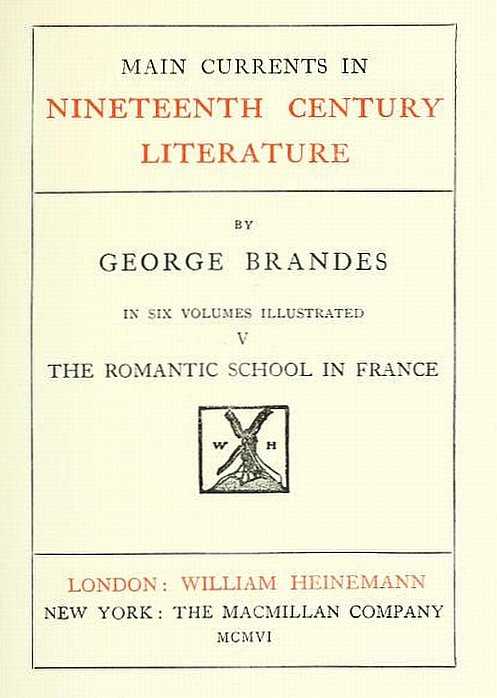 MAIN CURRENTS IN
NINETEENTH CENTURY
LITERATURE
BY
GEORGE BRANDES
IN SIX VOLUMES ILLUSTRATED
V
THE ROMANTIC SCHOOL IN FRANCE
W H
LONDON: WILLIAM HEINEMANN
NEW YORK: THE MACMILLAN COMPANY
MCMVI